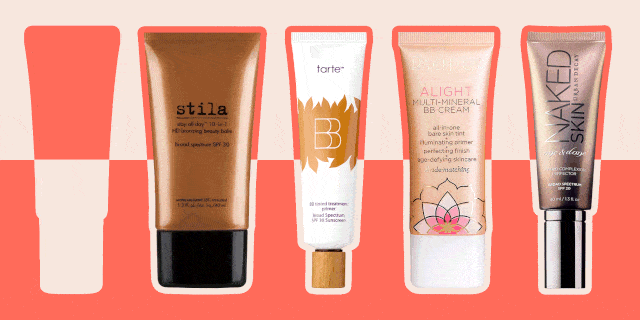 stila
stay all day™ 10-in-1
HD bronzing beauty balm
broad spectrum SPF 30
tarte™
BB
BB tinted treatment
primer
Broad Spectrum
SPF 30 Sunscreen
ALIGHT
MULTI-MINERAL
BB CREAM
all-in-one
bare skin tint
illuminating primer
perfecting finish
age-defying skincare
NAKED
SKIN
URBAN DECAY
BROAD SPECTRUM
SPF 20